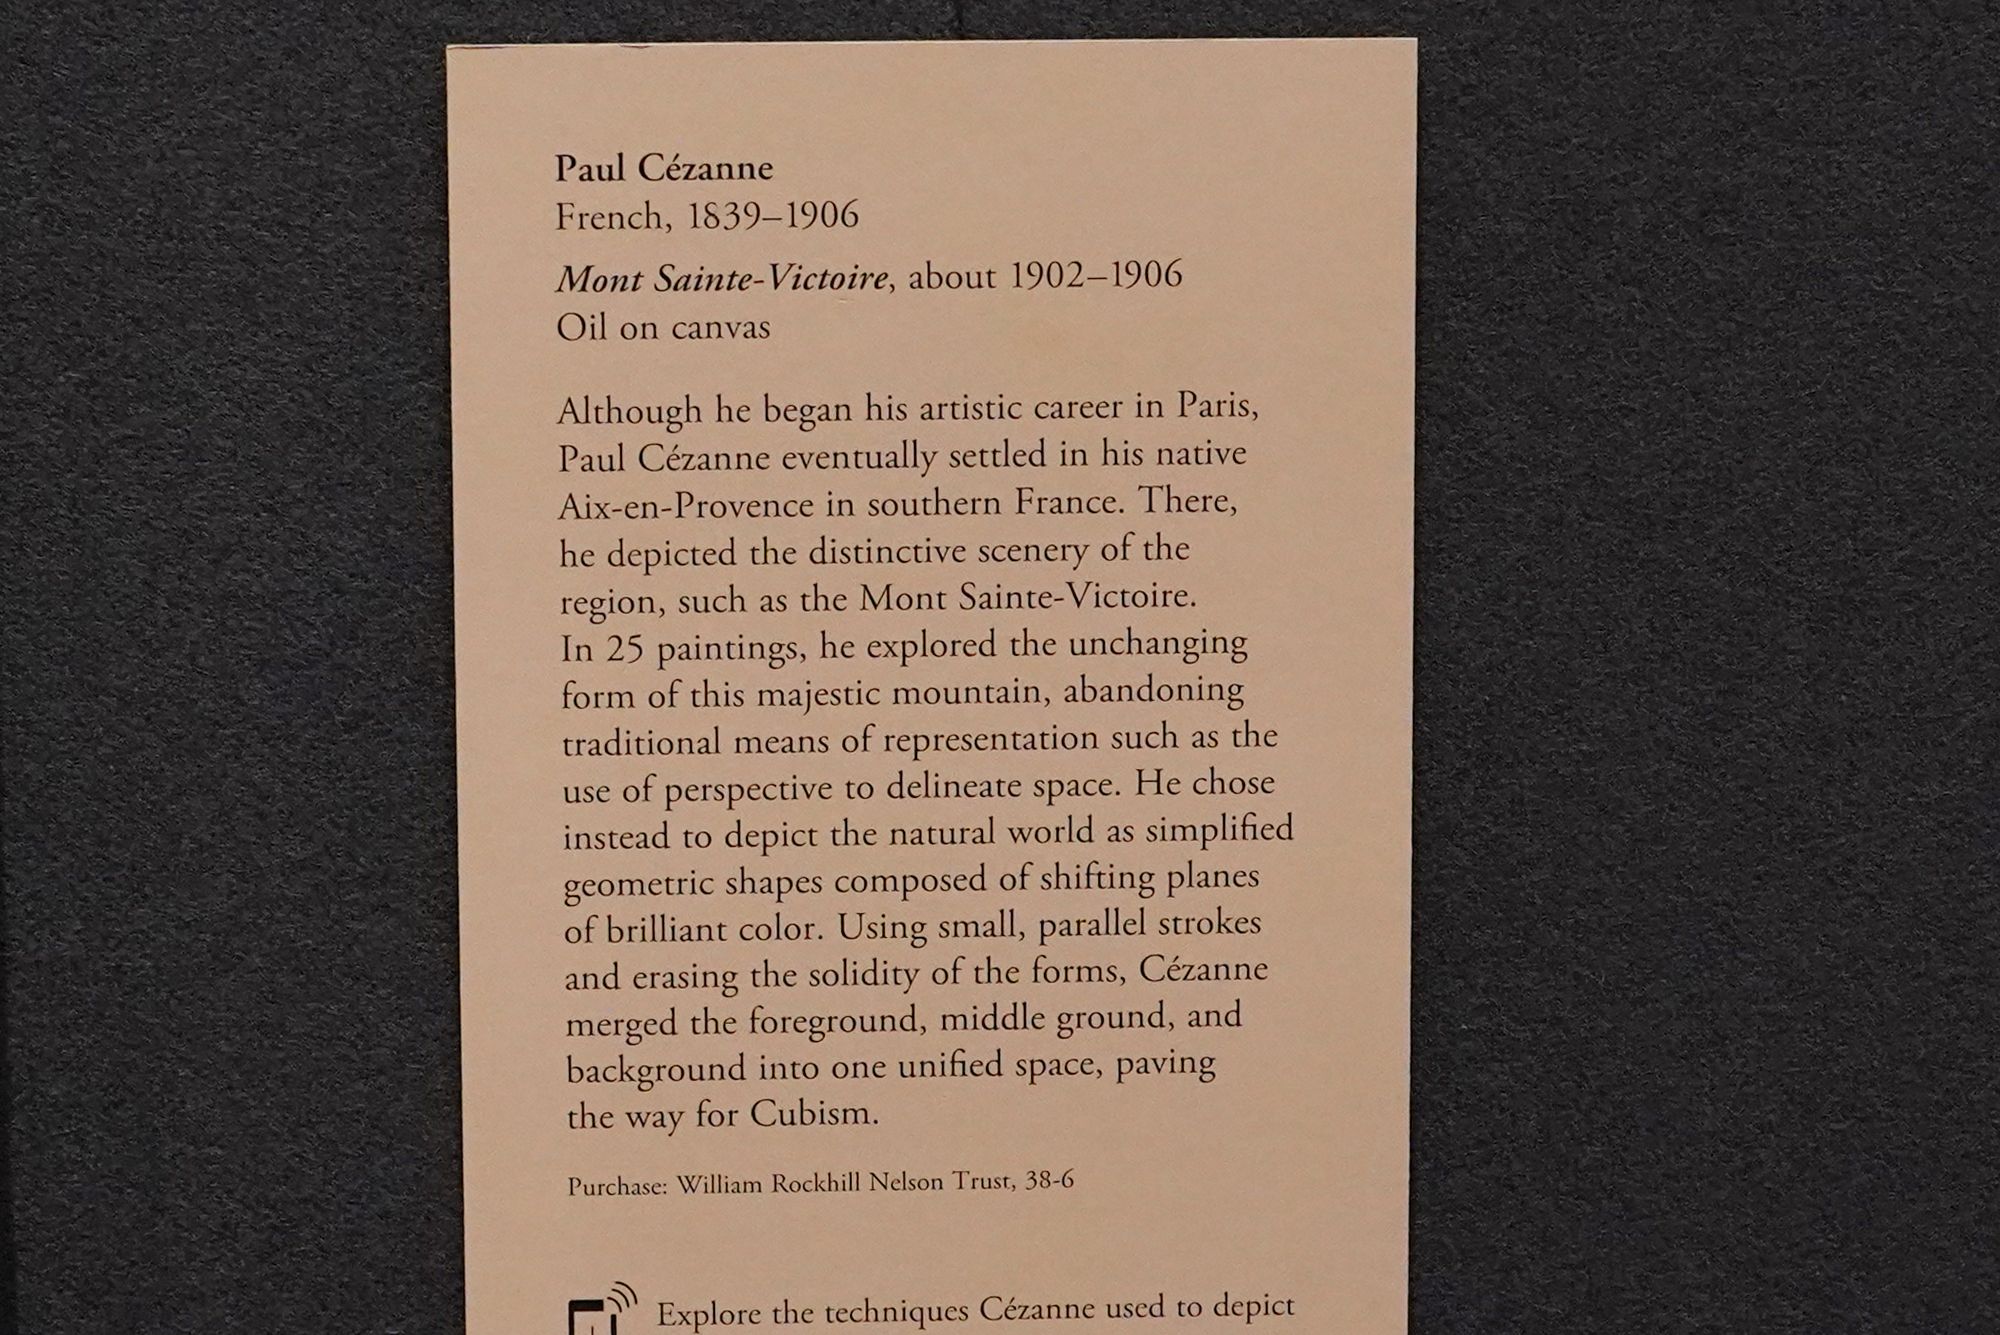 Paul Cézanne
French, 1839–1906
Mont Sainte-Victoire, about 1902–1906
Oil on canvas
Although he began his artistic career in Paris,
Paul Cézanne eventually settled in his native
Aix-en-Provence in southern France. There,
he depicted the distinctive scenery of the
region, such as the Mont Sainte-Victoire.
In 25 paintings, he explored the unchanging
form of this majestic mountain, abandoning
traditional means of representation such as the
use of perspective to delineate space. He chose
instead to depict the natural world as simplified
geometric shapes composed of shifting planes
of brilliant color. Using small, parallel strokes
and erasing the solidity of the forms, Cézanne
merged the foreground, middle ground, and
background into one unified space, paving
the way for Cubism.
Purchase: William Rockhill Nelson Trust, 38-6
Explore the techniques Cézanne used to depict